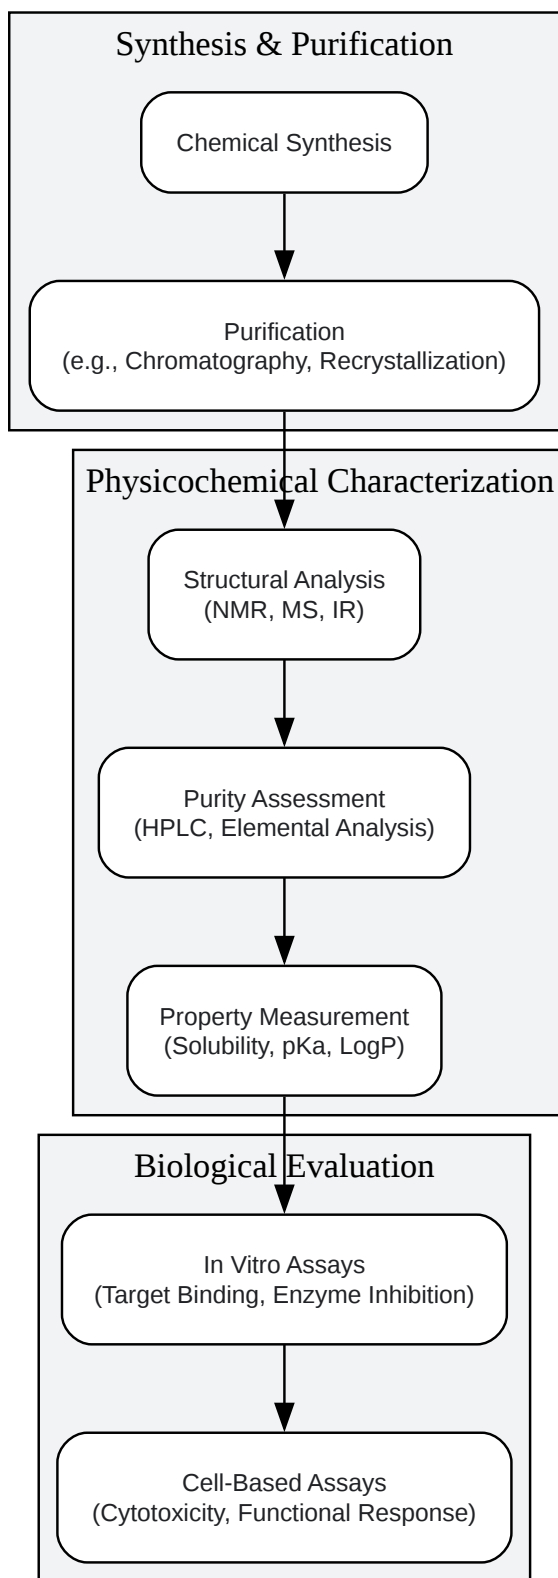 Synthesis & Purification
Chemical Synthesis
Purification
(e.g., Chromatography, Recrystallization)
Physicochemical Characterization
Structural Analysis
(NMR, MS, IR)
Purity Assessment
(HPLC, Elemental Analysis)
Property Measurement
(Solubility, pKa, LogP)
Biological Evaluation
In Vitro Assays
(Target Binding, Enzyme Inhibition)
Cell-Based Assays
(Cytotoxicity, Functional Response)